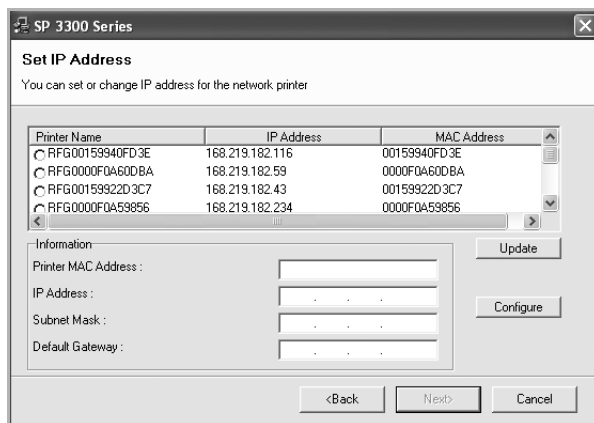 SP 3300 Series
Set IP Address
You can set or change IP address for the network printer
Printer Name IP Address MAC Address
RFG00159940FD3E 168.219.182.116 00159940FD3E
RFG0000F0A60DBA 168.219.182.59 0000F0A60DBA
RFG00159922D3C7 168.219.182.43 00159922D3C7
RFG0000F0A59856 168.219.182.234 0000F0A59856
Information
Update
Printer MAC Address :
IP Address :
Configure
Subnet Mask :
Default Gateway :
<Back Next> Cancel